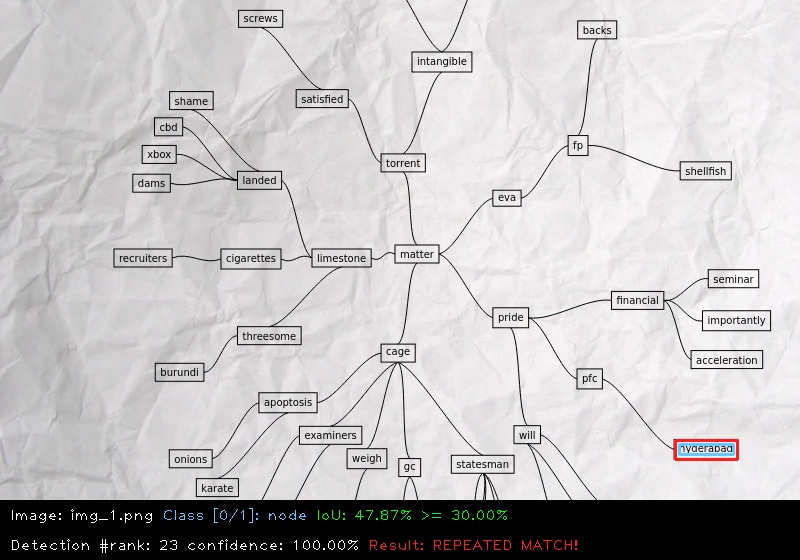 screws
backs
intangible
satisfied
shame
cbd
fp
xbox
torrent
shellfish
landed
dams
eva
matter
recruiters
cigarettes
limestone
seminar
financial
pride
importantly
threesome
cage
acceleration
burundi
pfc
apoptosis
examiners
will
hyderabad
onions
weigh
gc
statesman
karate
Image: img_1.png Class [0/1]: node IoU: 47.87% >= 30.00%
Detection #rank: 23 confidence: 100.00% Result: REPEATED MATCH!